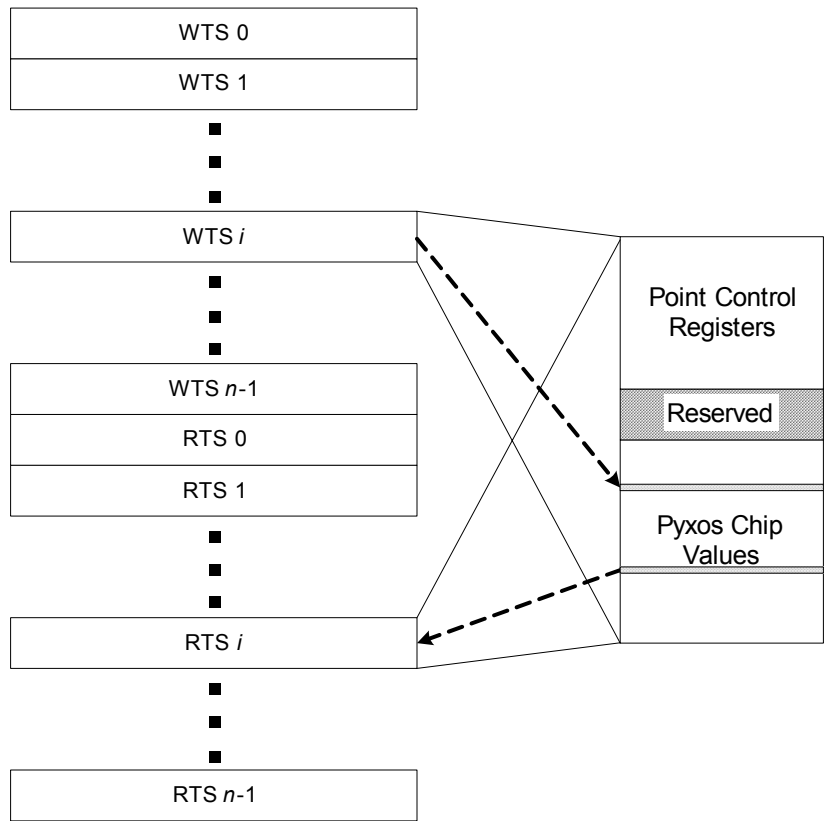 WTS 0
WTS 1
WTS i
WTS n-1
RTS 0
RTS 1
RTS i
RTS n-1
Point Control
Registers
Reserved
Pyxos Chip
Values